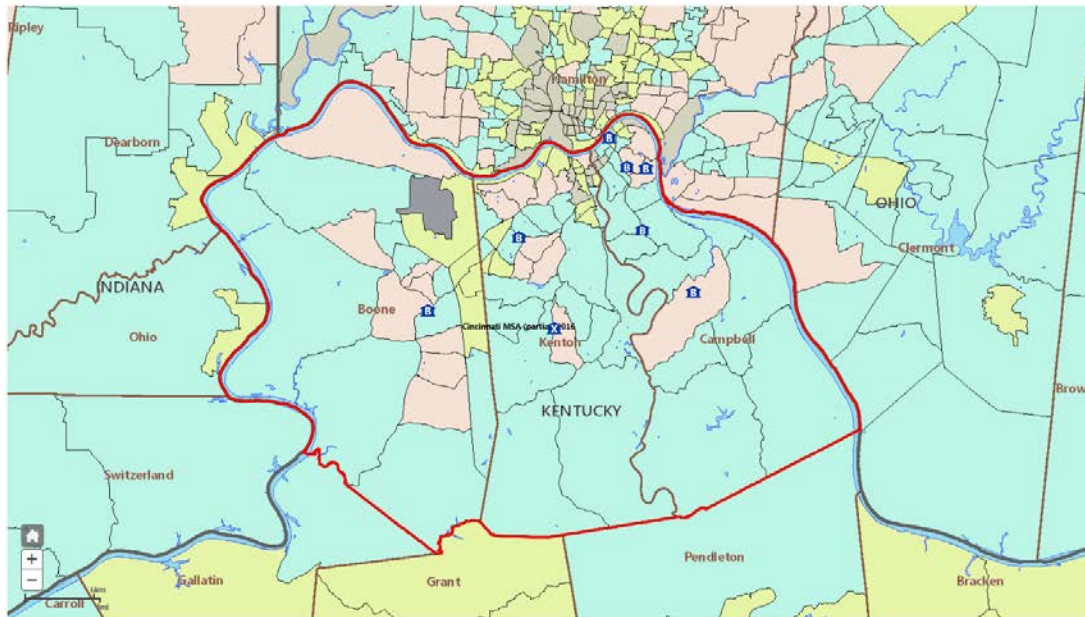 Ripley
Hamilton
Dearborn
OHIO
Clermont
INDIANA
Boone
Cincinnati MSA (partial) 2016
Ohio
Kenton
Campbell
Brow
KENTUCKY
Switzerland
Pendleton
Gallatin
Grant
Bracken
Carroll
B
B
B
B
B
B
B
X
+
−